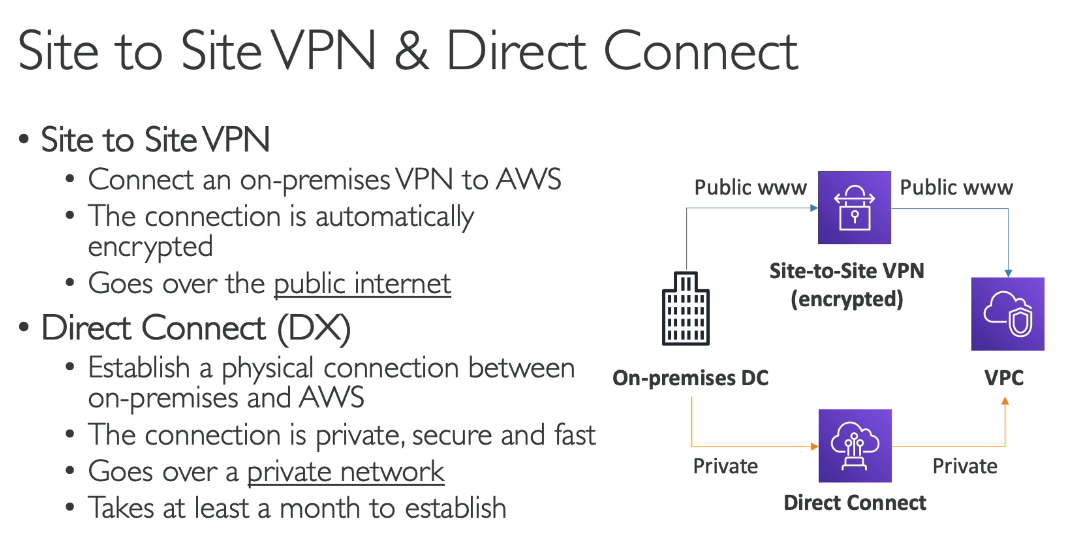 Site to Site VPN & Direct Connect
• Site to Site VPN
• Connect an on-premises VPN to AWS
• The connection is automatically
encrypted
• Goes over the public internet
• Direct Connect (DX)
• Establish a physical connection between
on-premises and AWS
• The connection is private, secure and fast
• Goes over a private network
• Takes at least a month to establish
Public www
Public www
Site-to-Site VPN
(encrypted)
On-premises DC
VPC
Private
Private
Direct Connect